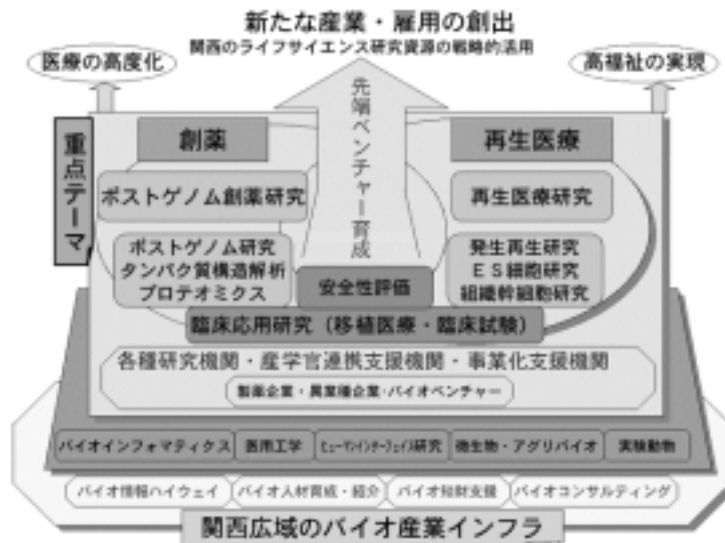 新たな産業・雇用の創出
関西のライフサイエンス研究資源の戦略的活用
医療の高度化
高福祉の実現
先端ベンチャー育成
重点テーマ
創薬
再生医療
ポストゲノム創薬研究
再生医療研究
ポストゲノム研究
タンパク質構造解析
プロテオミクス
発生再生研究
ES細胞研究
組織幹細胞研究
安全性評価
臨床応用研究（移植医療・臨床試験）
各種研究機関・産学官連携支援機関・事業化支援機関
製薬企業・異業種企業・バイオベンチャー
バイオインフォマティクス
医用工学
ヒューマンインターフェイス研究
微生物・アグリバイオ
実験動物
バイオ情報ハイウェイ
バイオ人材育成・紹介
バイオ知財支援
バイオコンサルティング
関西広域のバイオ産業インフラ